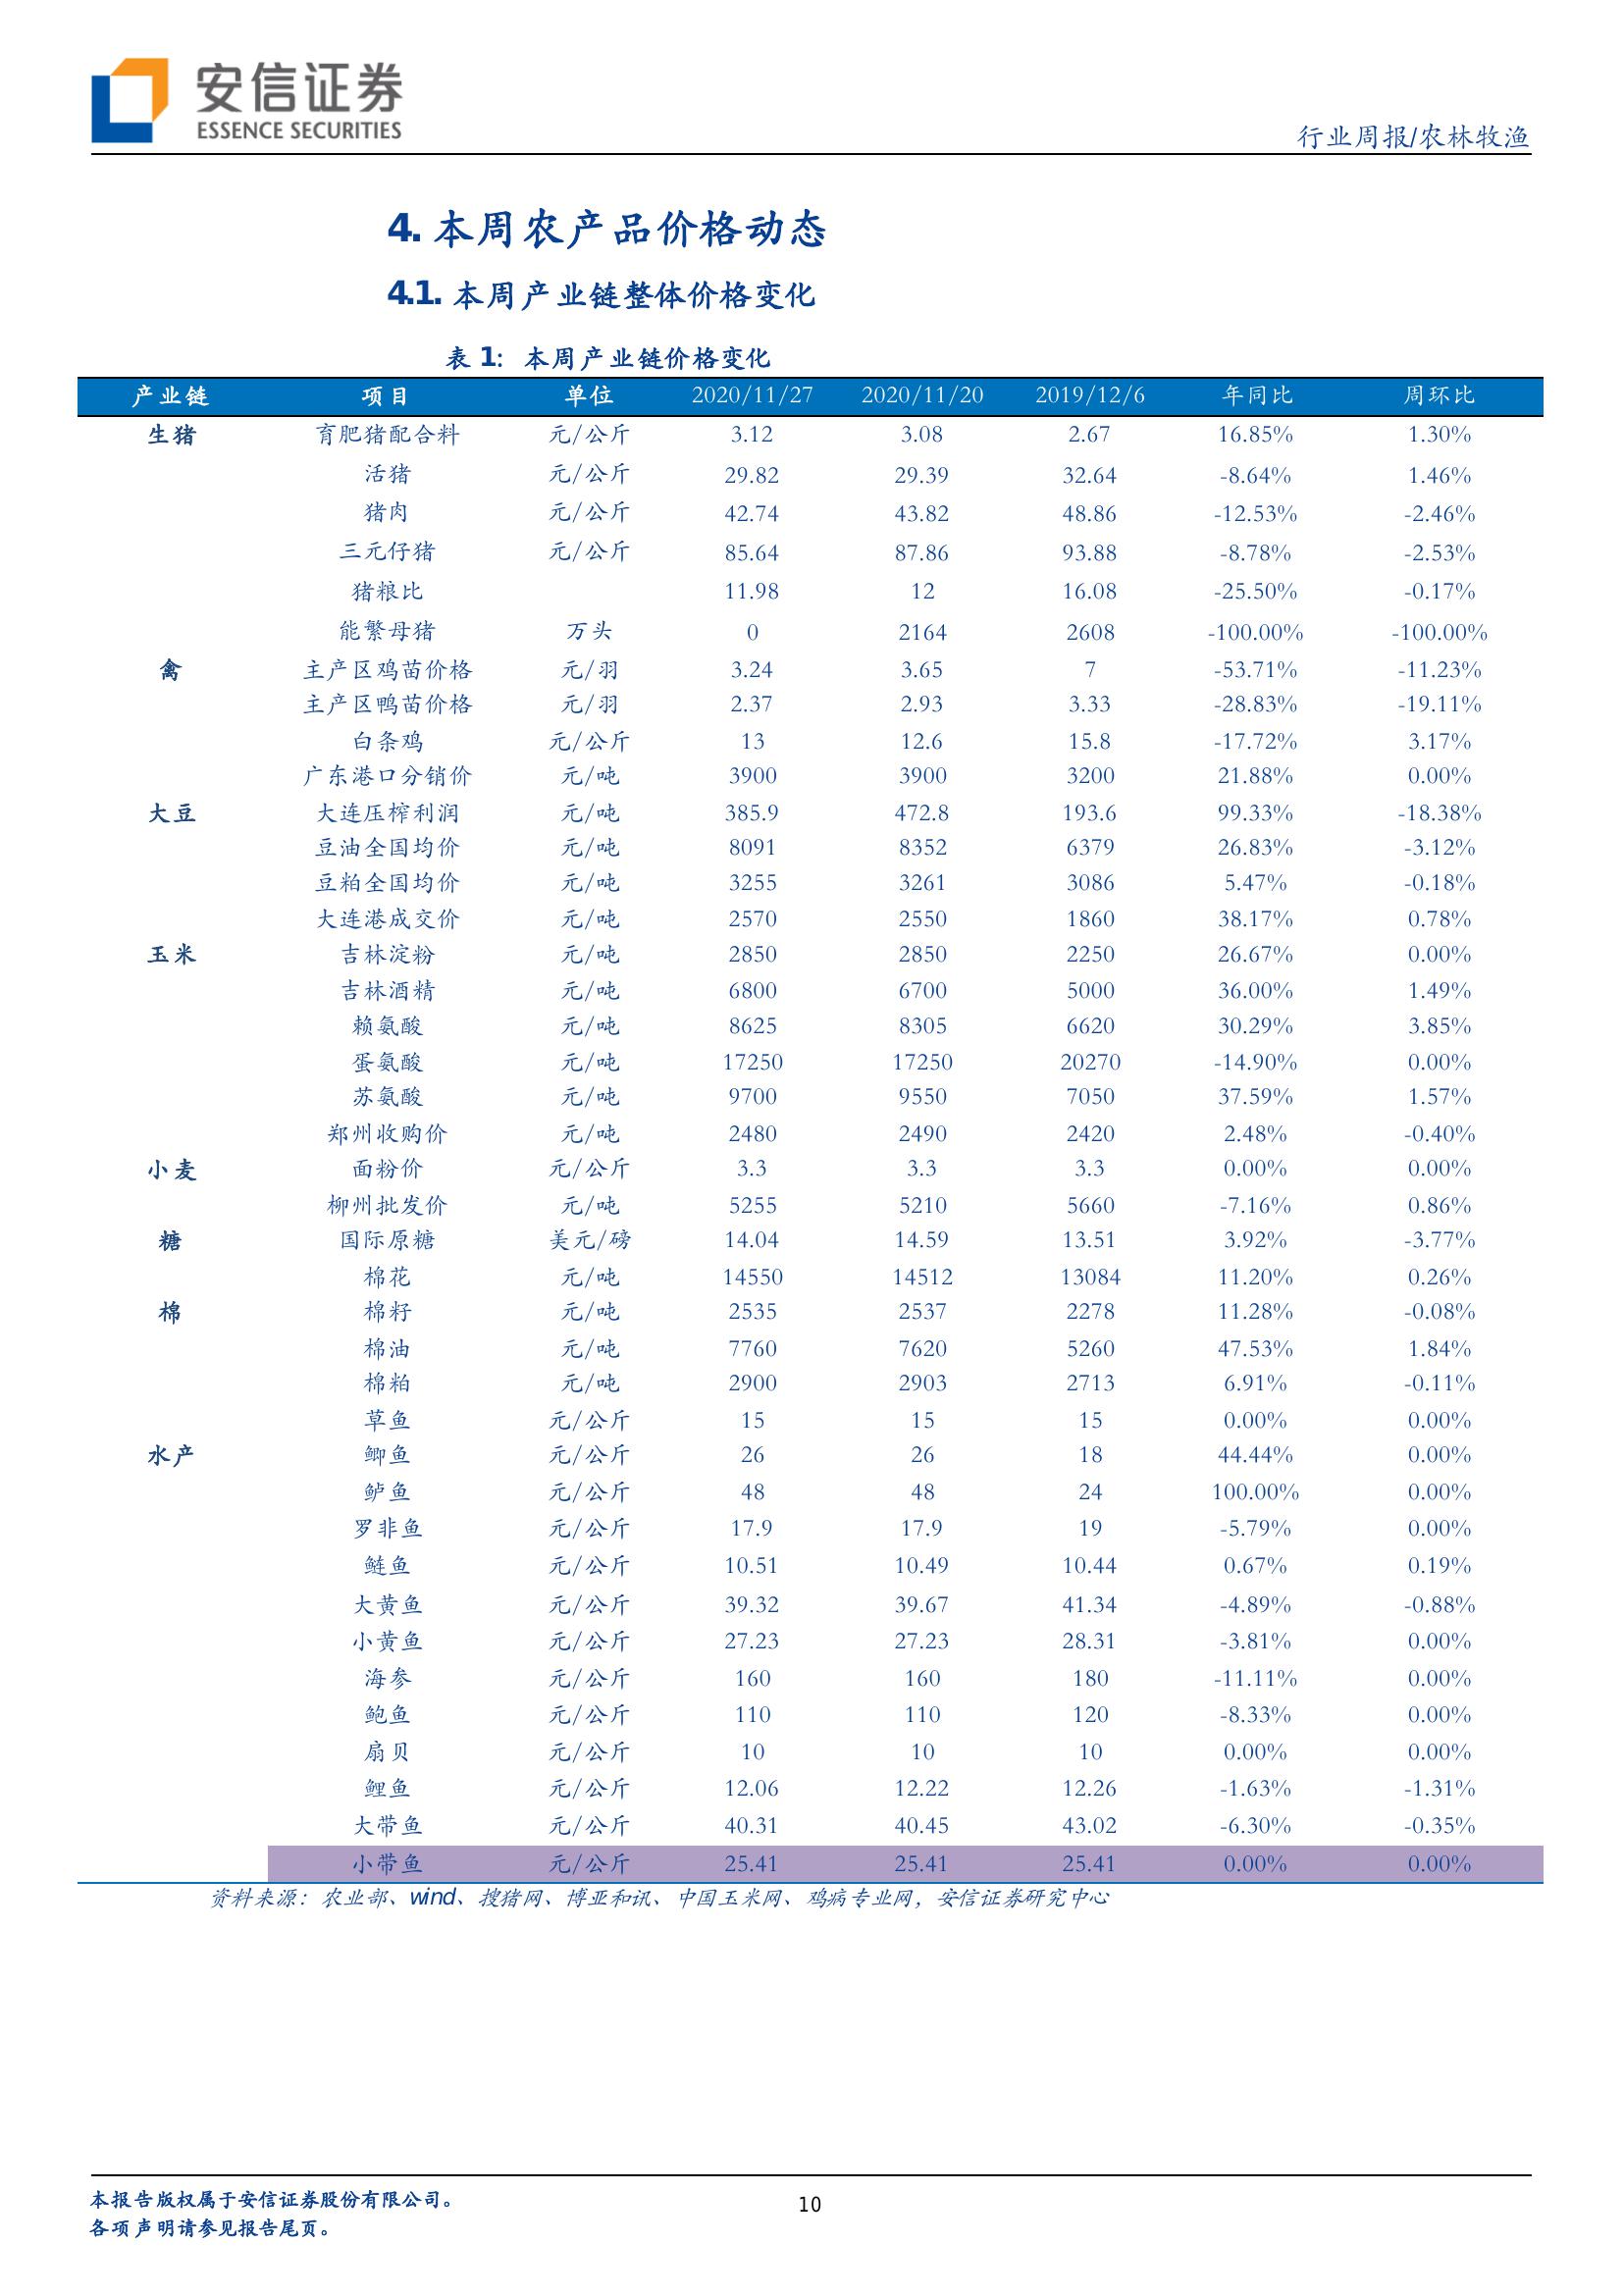 安信证券
ESSENCE SECURITIES
行业周报/农林牧渔
4. 本周农产品价格动态
4.1. 本周产业链整体价格变化
表 1: 本周产业链价格变化
产业链 项目 单位 2020/11/27 2020/11/20 2019/12/6 年同比 周环比
生猪 育肥猪配合料 元/公斤 3.12 3.08 2.67 16.85% 1.30%
活猪 元/公斤 29.82 29.39 32.64 -8.64% 1.46%
猪肉 元/公斤 42.74 43.82 48.86 -12.53% -2.46%
三元仔猪 元/公斤 85.64 87.86 93.88 -8.78% -2.53%
猪粮比 11.98 12 16.08 -25.50% -0.17%
能繁母猪 万头 0 2164 2608 -100.00% -100.00%
禽 主产区鸡苗价格 元/羽 3.24 3.65 7 -53.71% -11.23%
主产区鸭苗价格 元/羽 2.37 2.93 3.33 -28.83% -19.11%
白条鸡 元/公斤 13 12.6 15.8 -17.72% 3.17%
广东港口分销价 元/吨 3900 3900 3200 21.88% 0.00%
大豆 大连压榨利润 元/吨 385.9 472.8 193.6 99.33% -18.38%
豆油全国均价 元/吨 8091 8352 6379 26.83% -3.12%
豆粕全国均价 元/吨 3255 3261 3086 5.47% -0.18%
大连港成交价 元/吨 2570 2550 1860 38.17% 0.78%
玉米 吉林淀粉 元/吨 2850 2850 2250 26.67% 0.00%
吉林酒精 元/吨 6800 6700 5000 36.00% 1.49%
赖氨酸 元/吨 8625 8305 6620 30.29% 3.85%
蛋氨酸 元/吨 17250 17250 20270 -14.90% 0.00%
苏氨酸 元/吨 9700 9550 7050 37.59% 1.57%
郑州收购价 元/吨 2480 2490 2420 2.48% -0.40%
小麦 面粉价 元/公斤 3.3 3.3 3.3 0.00% 0.00%
柳州批发价 元/吨 5255 5210 5660 -7.16% 0.86%
糖 国际原糖 美元/磅 14.04 14.59 13.51 3.92% -3.77%
棉花 元/吨 14550 14512 13084 11.20% 0.26%
棉 棉籽 元/吨 2535 2537 2278 11.28% -0.08%
棉油 元/吨 7760 7620 5260 47.53% 1.84%
棉粕 元/吨 2900 2903 2713 6.91% -0.11%
草鱼 元/公斤 15 15 15 0.00% 0.00%
水产 鲫鱼 元/公斤 26 26 18 44.44% 0.00%
鲈鱼 元/公斤 48 48 24 100.00% 0.00%
罗非鱼 元/公斤 17.9 17.9 19 -5.79% 0.00%
鲢鱼 元/公斤 10.51 10.49 10.44 0.67% 0.19%
大黄鱼 元/公斤 39.32 39.67 41.34 -4.89% -0.88%
小黄鱼 元/公斤 27.23 27.23 28.31 -3.81% 0.00%
海参 元/公斤 160 160 180 -11.11% 0.00%
鲍鱼 元/公斤 110 110 120 -8.33% 0.00%
扇贝 元/公斤 10 10 10 0.00% 0.00%
鲤鱼 元/公斤 12.06 12.22 12.26 -1.63% -1.31%
大带鱼 元/公斤 40.31 40.45 43.02 -6.30% -0.35%
小带鱼 元/公斤 25.41 25.41 25.41 0.00% 0.00%
资料来源：农业部、wind、搜猪网、博亚和讯、中国玉米网、鸡病专业网，安信证券研究中心
本报告版权属于安信证券股份有限公司。
各项声明请参见报告尾页。
10